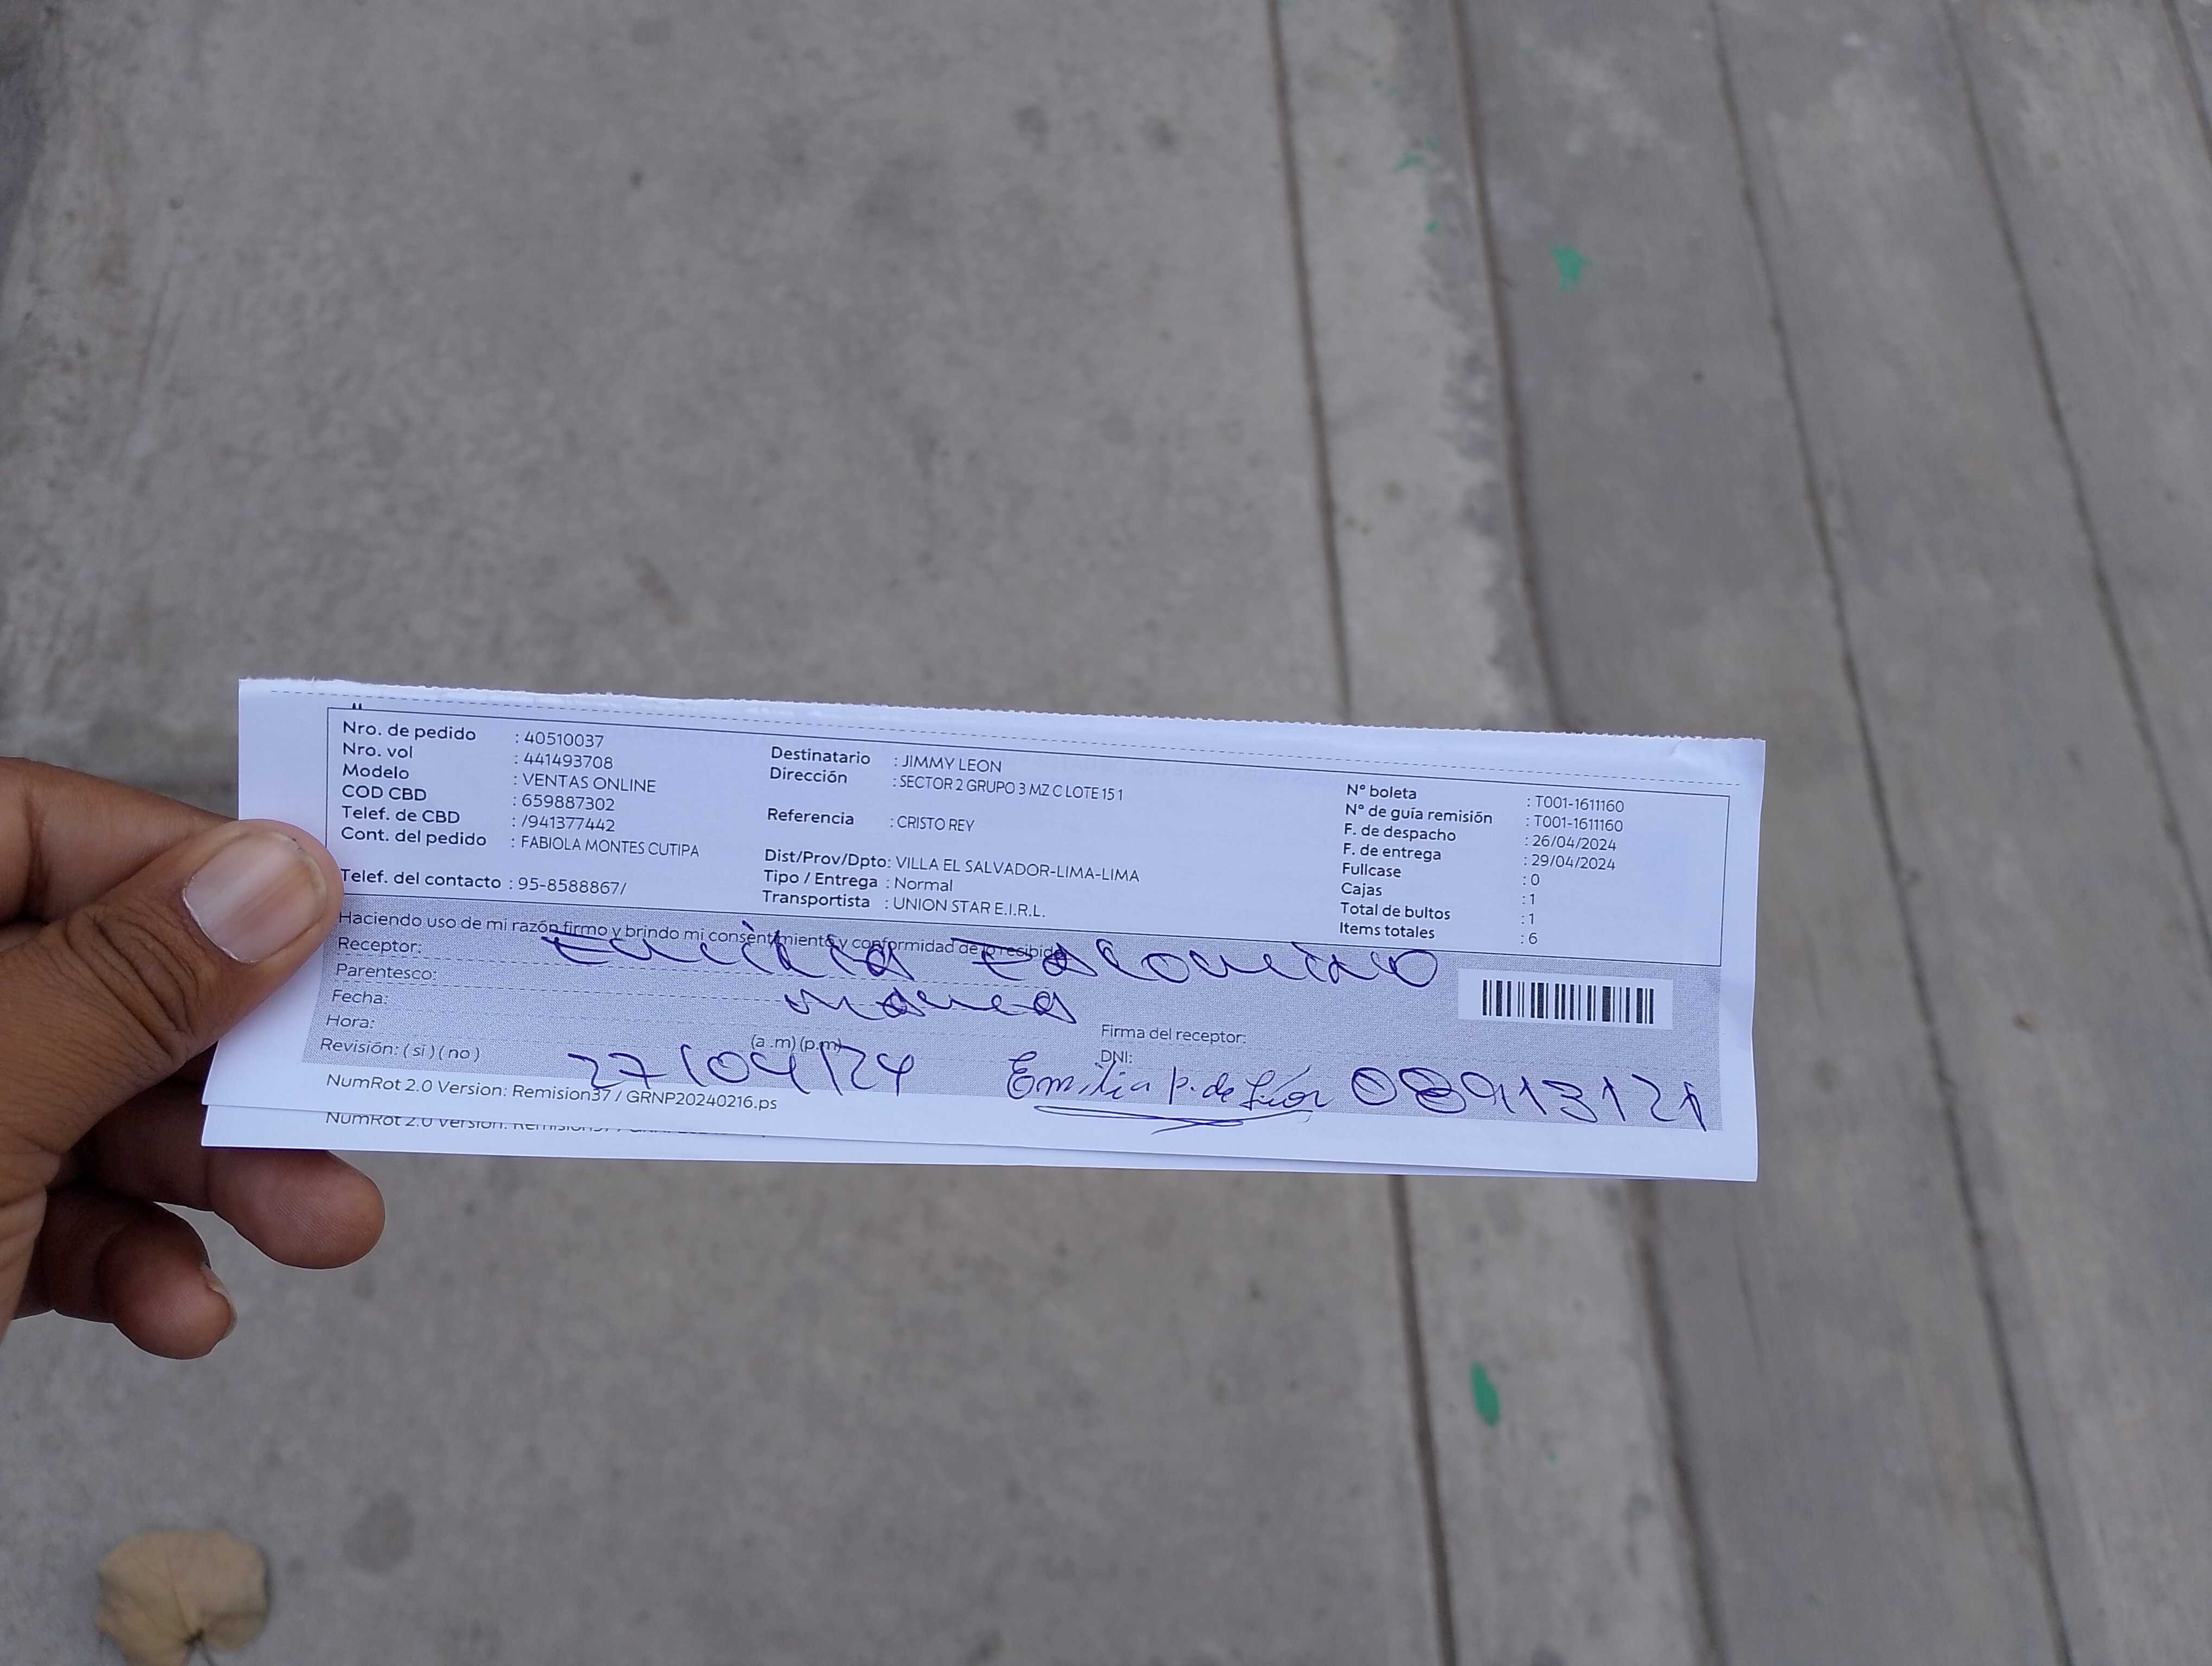 Nro. de pedido : 40510037
Nro. vol : 441493708
Modelo : VENTAS ONLINE
COD CBD : 659887302
Telef. de CBD : /941377442
Cont. del pedido : FABIOLA MONTES CUTIPA
Telef. del contacto : 95-8588867/
Destinatario : JIMMY LEON
Dirección : SECTOR 2 GRUPO 3 MZ C LOTE 15 1
Referencia : CRISTO REY
Dist/Prov/Dpto: VILLA EL SALVADOR-LIMA-LIMA
Tipo / Entrega : Normal
Transportista : UNION STAR E.I.R.L.
N° boleta : T001-1611160
N° de guía remisión : T001-1611160
F. de despacho : 26/04/2024
F. de entrega : 29/04/2024
Fullcase : 0
Cajas : 1
Total de bultos : 1
Items totales : 6
Haciendo uso de mi razón firmo y brindo mi consentimiento y conformidad de lo recibido
Receptor: Emilia
Parentesco:
Fecha:
Hora: (a .m) (p.m)
Revisión: ( si ) ( no ) 27/04/24
Firma del receptor:
DNI:
Emilia P. de León 08913121
NumRot 2.0 Version: Remision37 / GRNP20240216.ps
NumRot 2.0 Version: